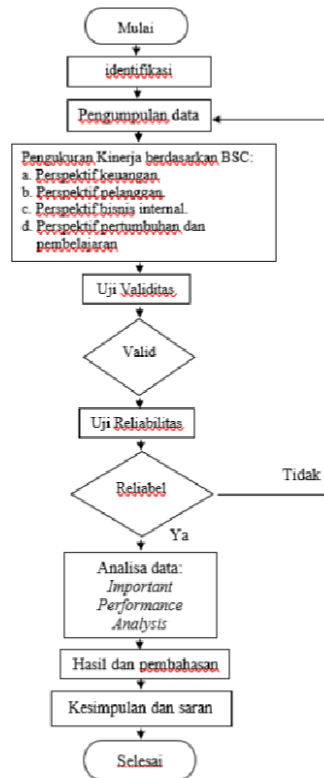 Mulai
identifikasi
Pengumpulan data
Pengukuran Kinerja berdasarkan BSC:
a. Perspektif keuangan
b. Perspektif pelanggan
c. Perspektif bisnis internal.
d. Perspektif pertumbuhan dan
pembelajaran
Uji Validitas
Valid
Uji Reliabilitas
Reliabel
Tidak
Ya
Analisa data:
Important
Performance
Analysis
Hasil dan pembahasan
Kesimpulan dan saran
Selesai